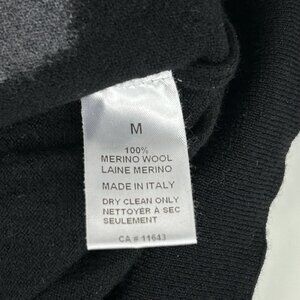 M
100%
MERINO WOOL
LAINE MERINO
MADE IN ITALY
DRY CLEAN ONLY
NETTOYER À SEC
SEULEMENT
CA # 11643